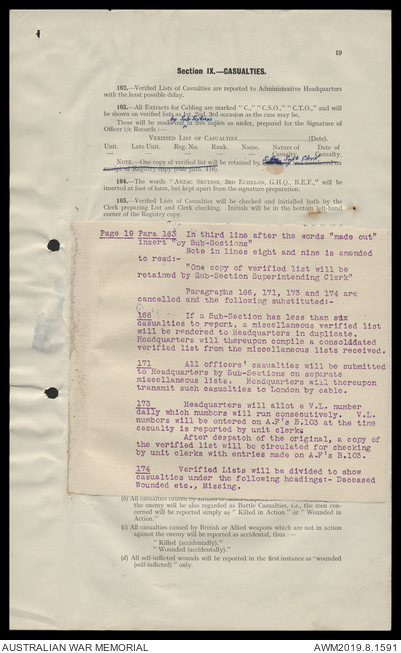 19
Section IX.—CASUALTIES.
162.—Verified Lists of Casualties are reported to Administrative Headquarters
with the least possible delay.
163.—All Extracts for Cabling are marked "C.," "C.S.O.," "C.T.O.," and will
be shown on verified lists as 1st, 2nd, 3rd occasion as the case may be.
by Sub-Sections
These will be made out in five copies as under, prepared for the Signature of
Officer i/c Records :—
VERIFIED LIST OF CASUALTIES (Date).
Unit. Late Unit. Reg. No. Rank. Name. Nature of Casualty. Date of Casualty.
NOTE.—One copy of verified list will be retained by
receipt of Registry copy (see para. 416).
164.—The words "ANZAC SECTION, 3RD ECHELON, G.H.Q., B.E.F.," will be
inserted at foot of form, but kept apart from the signature preparation.
165.—Verified Lists of Casualties will be checked and initialled both by the
Clerk preparing List and Clerk checking. Initials will be in the bottom left-hand
corner of the Registry copy.
Page 19 Para 163 In third line after the words "made out"
insert "by Sub-Sections"
Note in lines eight and nine is amended
to read:-
"One copy of verified list will be
retained by Sub-Section Superintending Clerk"
Paragraphs 166, 171, 173 and 174 are
cancelled and the following substituted:-
166 If a Sub-Section has less than six
casualties to report, a miscellaneous verified list
will be rendered to Headquarters in duplicate.
Headquarters will thereupon compile a consolidated
verified list from the miscellaneous lists received.
171 All officers' casualties will be submitted
to Headquarters by Sub-Sections on separate
miscellaneous lists. Headquarters will thereupon
transmit such casualties to London by cable.
173 Headquarters will allot a V.L. number
daily which numbers will run consecutively. V.L.
numbers will be entered on A.F's B.103 at the time
casualty is reported by unit clerks
After despatch of the original, a copy of
the verified list will be circulated for checking
by unit clerks with entries made on A.F's B.103.
174 Verified Lists will be divided to show
casualties under the following headings:- Deceased
Wounded etc., Missing.
(b) All casualties
the enemy will be also regarded as Battle Casualties, i.e., the men con-
cerned will be reported simply as "Killed in Action" or "Wounded in
Action."
(c) All casualties caused by British or Allied weapons which are not in action
against the enemy will be reported as accidental, thus :—
"Killed (accidentally)."
"Wounded (accidentally)."
(d) All self-inflicted wounds will be reported in the first instance as "wounded
(self-inflicted)" only.
AUSTRALIAN WAR MEMORIAL
AWM2019.8.1591